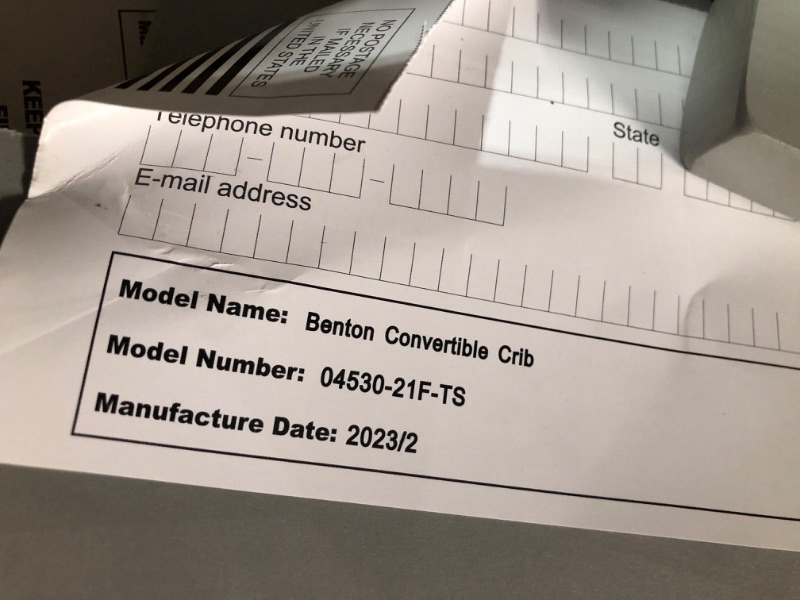 NO POSTAGE
NECESSARY
IF MAILED
IN THE
UNITED STATES
KEEP
Telephone number
State
E-mail address
Model Name: Benton Convertible Crib
Model Number: 04530-21F-TS
Manufacture Date: 2023/2